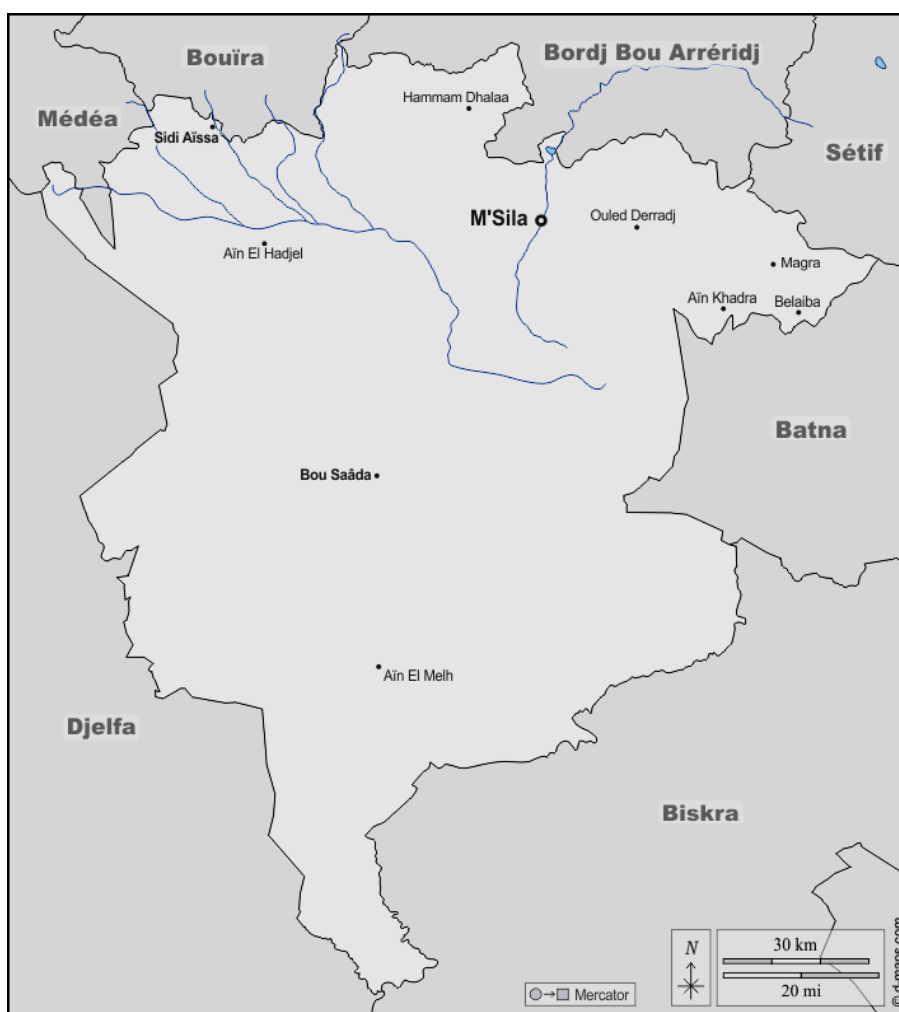 Bouïra
Bordj Bou Arréridj
Médéa
Hammam Dhalaa
Sidi Aïssa
Sétif
M'Sila
Ouled Derradj
Aïn El Hadjel
Magra
Aïn Khadra
Belaiba
Batna
Bou Saâda
Aïn El Melh
Djelfa
Biskra
N
30 km
20 mi
Mercator
© d-maps.com